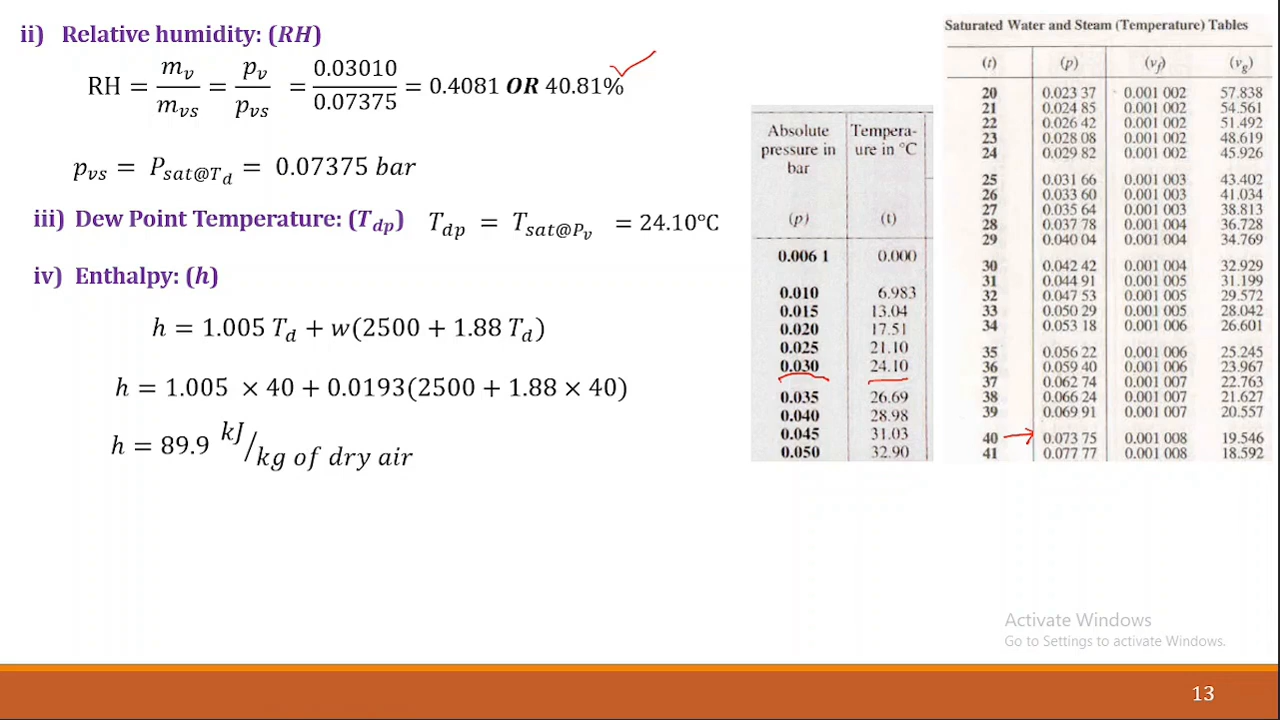 ii) Relative humidity: (RH)
RH = m_v / m_vs = p_v / p_vs = 0.03010 / 0.07375 = 0.4081 OR 40.81%
p_vs = P_sat@T_d = 0.07375 bar
iii) Dew Point Temperature: (T_dp) T_dp = T_sat@P_v = 24.10°C
iv) Enthalpy: (h)
h = 1.005 T_d + w(2500 + 1.88 T_d)
h = 1.005 × 40 + 0.0193(2500 + 1.88 × 40)
h = 89.9 kJ/kg of dry air
Absolute pressure in bar Tempera-ure in °C
(p) (t)
0.006 1 0.000
0.010 6.983
0.015 13.04
0.020 17.51
0.025 21.10
0.030 24.10
0.035 26.69
0.040 28.98
0.045 31.03
0.050 32.90
Saturated Water and Steam (Temperature) Tables
(t) (p) (vf) (vg)
20 0.023 37 0.001 002 57.838
21 0.024 85 0.001 002 54.561
22 0.026 42 0.001 002 51.492
23 0.028 08 0.001 002 48.619
24 0.029 82 0.001 002 45.926
25 0.031 66 0.001 003 43.402
26 0.033 60 0.001 003 41.034
27 0.035 64 0.001 003 38.813
28 0.037 78 0.001 004 36.728
29 0.040 04 0.001 004 34.769
30 0.042 42 0.001 004 32.929
31 0.044 91 0.001 005 31.199
32 0.047 53 0.001 005 29.572
33 0.050 29 0.001 005 28.042
34 0.053 18 0.001 006 26.601
35 0.056 22 0.001 006 25.245
36 0.059 40 0.001 006 23.967
37 0.062 74 0.001 007 22.763
38 0.066 24 0.001 007 21.627
39 0.069 91 0.001 007 20.557
40 0.073 75 0.001 008 19.546
41 0.077 77 0.001 008 18.592
Activate Windows
Go to Settings to activate Windows.
13